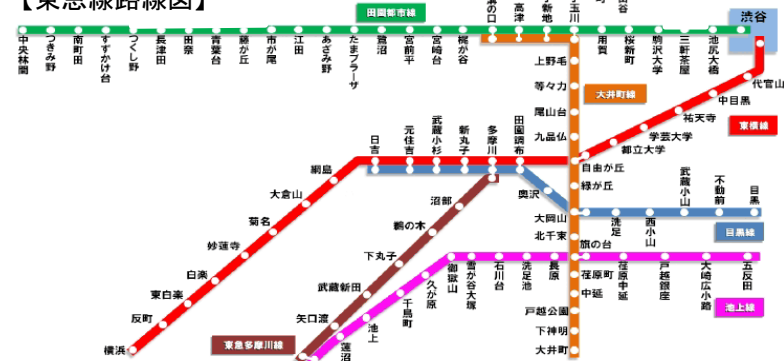 【東急線路線図】
田園都市線
渋谷
中央林間
つきみ野
南町田
すずかけ台
つくし野
長津田
田奈
青葉台
藤が丘
市が尾
江田
あざみ野
たまプラーザ
鷺沼
宮前平
宮崎台
梶が谷
溝の口
高津
新地
子玉川
用賀
桜新町
駒沢大学
三軒茶屋
池尻大橋
上野毛
等々力
尾山台
九品仏
大井町線
代官山
中目黒
祐天寺
学芸大学
都立大学
東横線
自由が丘
日吉
元住吉
武蔵小杉
新丸子
多摩川
田園調布
綱島
大倉山
菊名
妙蓮寺
白楽
東白楽
反町
横浜
奥沢
緑が丘
大岡山
洗足
西小山
武蔵小山
不動前
目黒
目黒線
北千束
旗の台
沼部
鵜の木
下丸子
武蔵新田
矢口渡
東急多摩川線
蓮沼
池上
千鳥町
久が原
御嶽山
雪が谷大塚
石川台
洗足池
長原
荏原町
荏原中延
戸越銀座
大崎広小路
五反田
池上線
中延
戸越公園
下神明
大井町